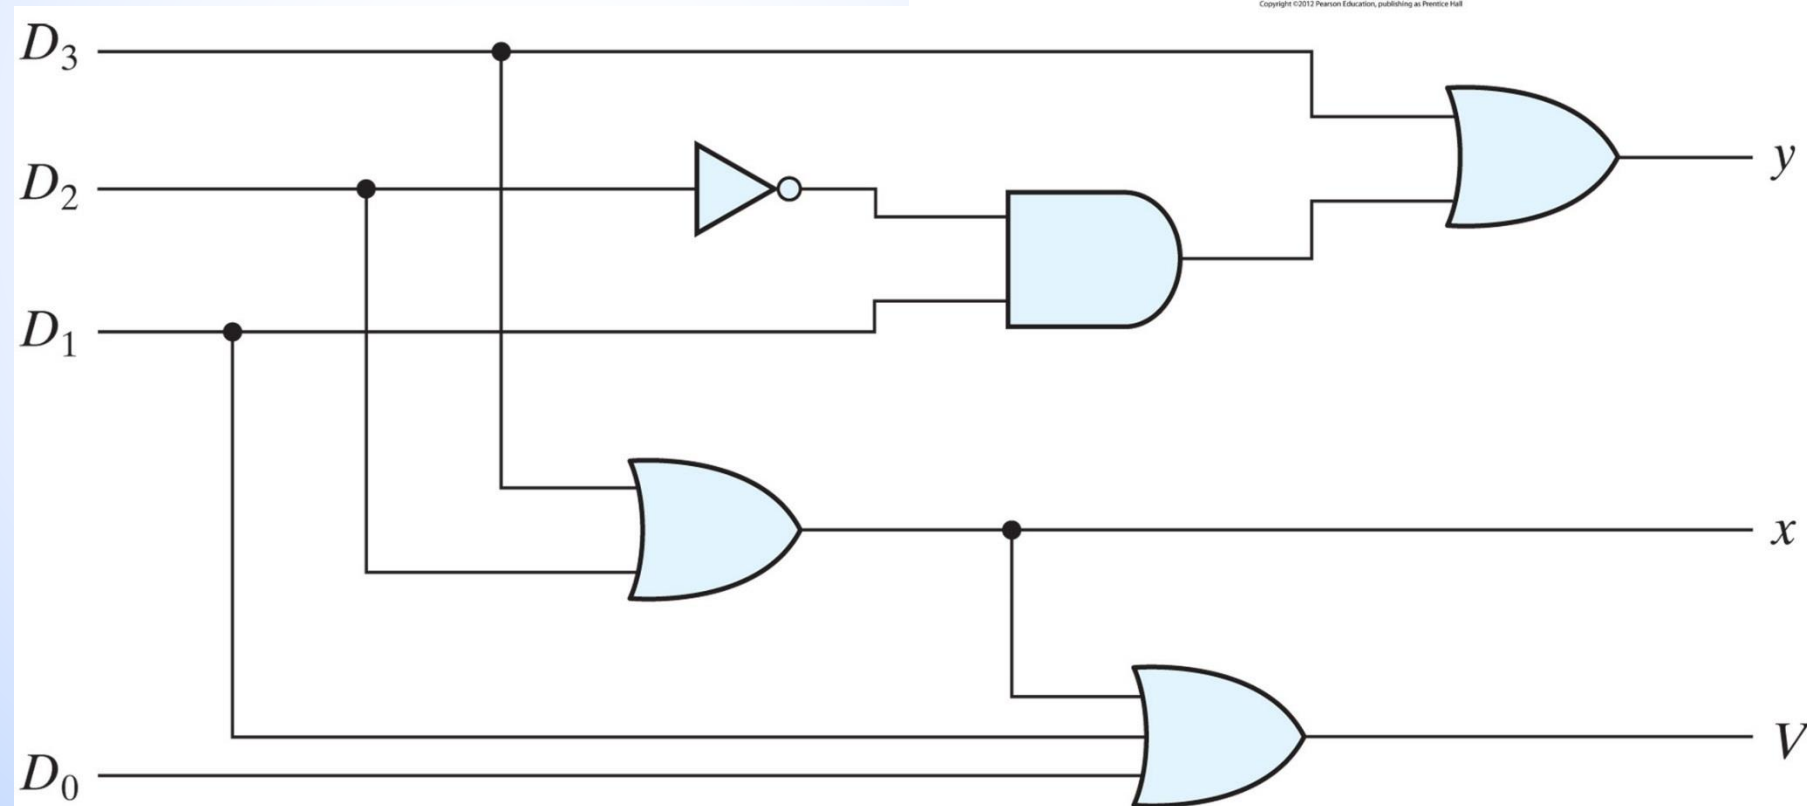 Copyright ©2012 Pearson Education, publishing as Prentice Hall
D₃
y
D₂
D₁
x
V
D₀